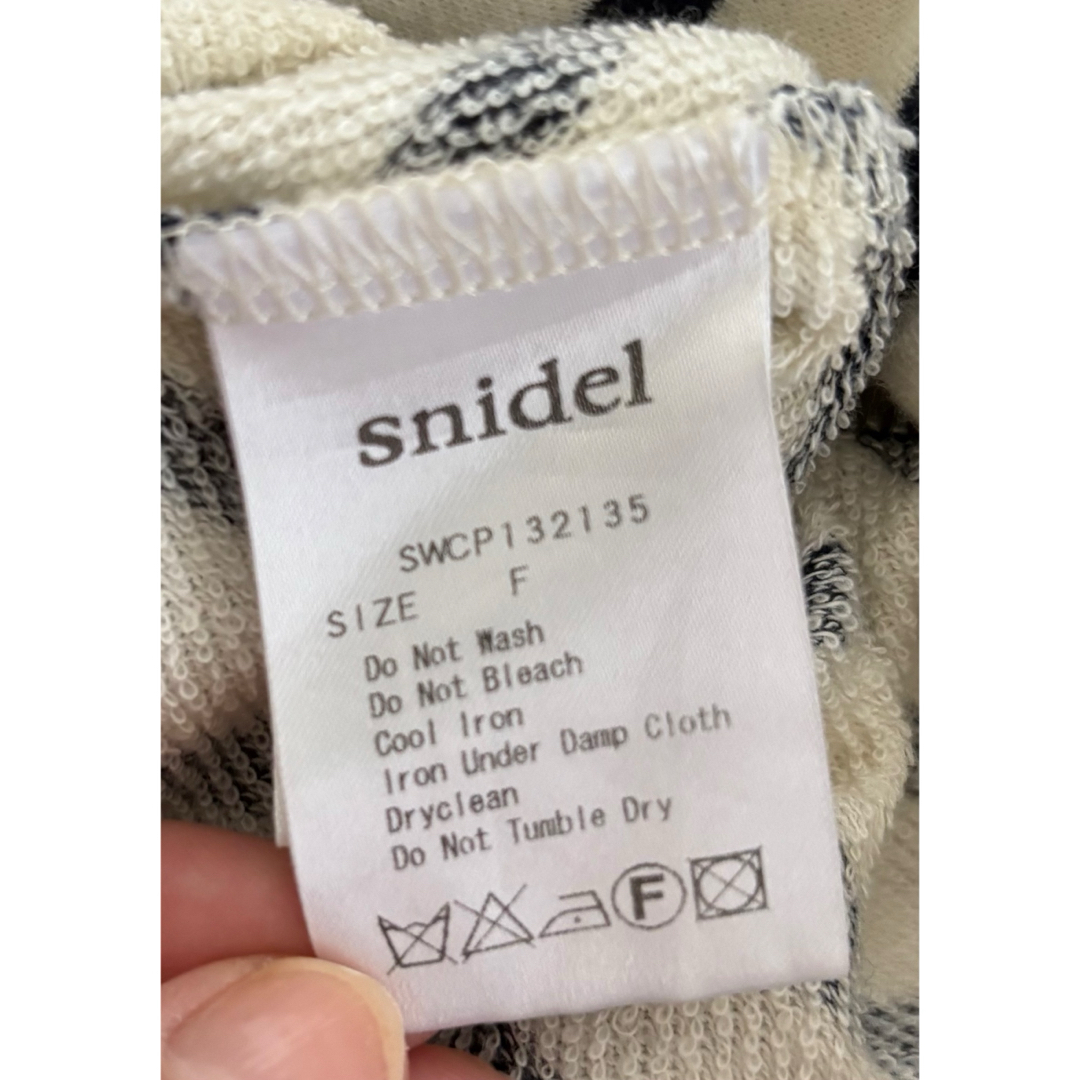 snidel
SWCP132135
SIZE F
Do Not Wash
Do Not Bleach
Cool Iron
Iron Under Damp Cloth
Dryclean
Do Not Tumble Dry
F